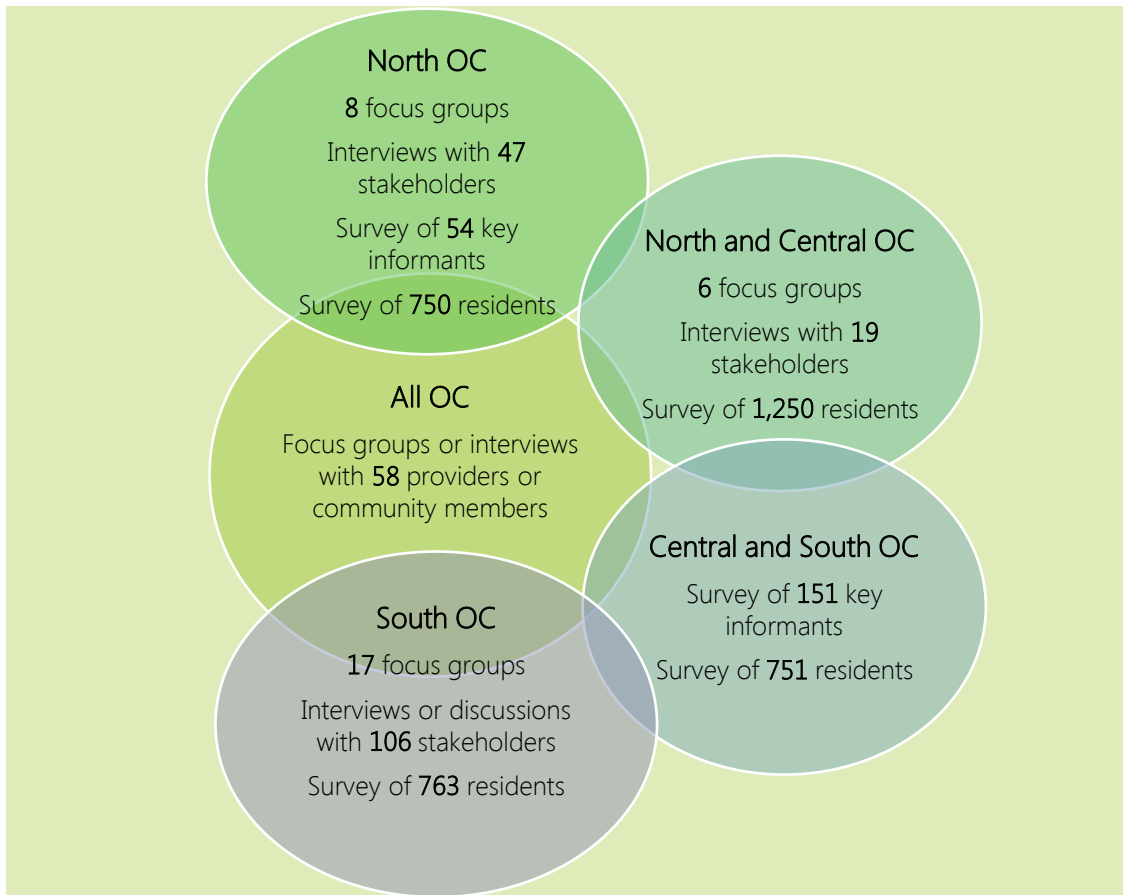 North OC
8 focus groups
Interviews with 47
stakeholders
Survey of 54 key
informants
Survey of 750 residents
North and Central OC
6 focus groups
Interviews with 19
stakeholders
Survey of 1,250 residents
All OC
Focus groups or interviews
with 58 providers or
community members
Central and South OC
Survey of 151 key
informants
Survey of 751 residents
South OC
17 focus groups
Interviews or discussions
with 106 stakeholders
Survey of 763 residents